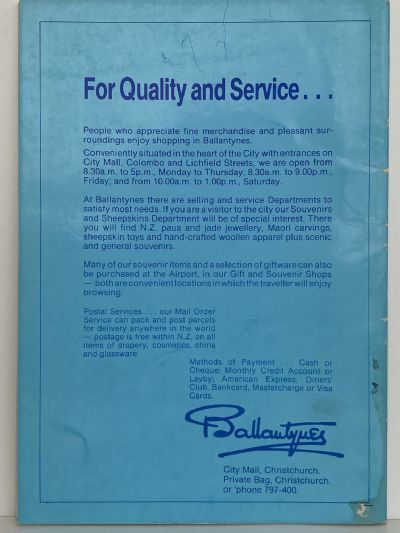 For Quality and Service . . .
People who appreciate fine merchandise and pleasant sur-
roundings enjoy shopping in Ballantynes.
Conveniently situated in the heart of the City with entrances on
City Mall, Colombo and Lichfield Streets, we are open from
8.30a.m. to 5p.m., Monday to Thursday; 8.30a.m. to 9.00p.m.,
Friday; and from 10.00a.m. to 1.00p.m., Saturday.
At Ballantynes there are selling and service Departments to
satisfy most needs. If you are a visitor to the city our Souvenirs
and Sheepskins Department will be of special interest. There
you will find N.Z. paua and jade jewellery, Maori carvings,
sheepskin toys and hand-crafted woollen apparel plus scenic
and general souvenirs.
Many of our souvenir items and a selection of giftware can also
be purchased at the Airport, in our Gift and Souvenir Shops
— both are convenient locations in which the traveller will enjoy
browsing.
Postal Services . . . our Mail Order
Service can pack and post parcels
for delivery anywhere in the world
— postage is free within N.Z. on all
items of drapery, cosmetics, china
and glassware.
Methods of Payment . . . Cash or
Cheque; Monthly Credit Account or
Layby; American Express, Diners'
Club, Bankcard, Mastercharge or Visa
Cards.
Ballantynes
City Mall, Christchurch.
Private Bag, Christchurch.
or 'phone 797-400.